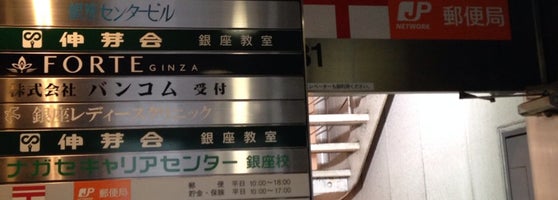 センタービル
伸芽会 銀座教室
FORTE GINZA
株式会社 バンコム 受付
銀座レディースクリニック
伸芽会 銀座教室
ナガセキャリアセンター 銀座校
〒 JP 郵便局
郵便 平日 10:00〜18:00
貯金・保険 平日 10:00〜17:00
〒 JP NETWORK 郵便局
31